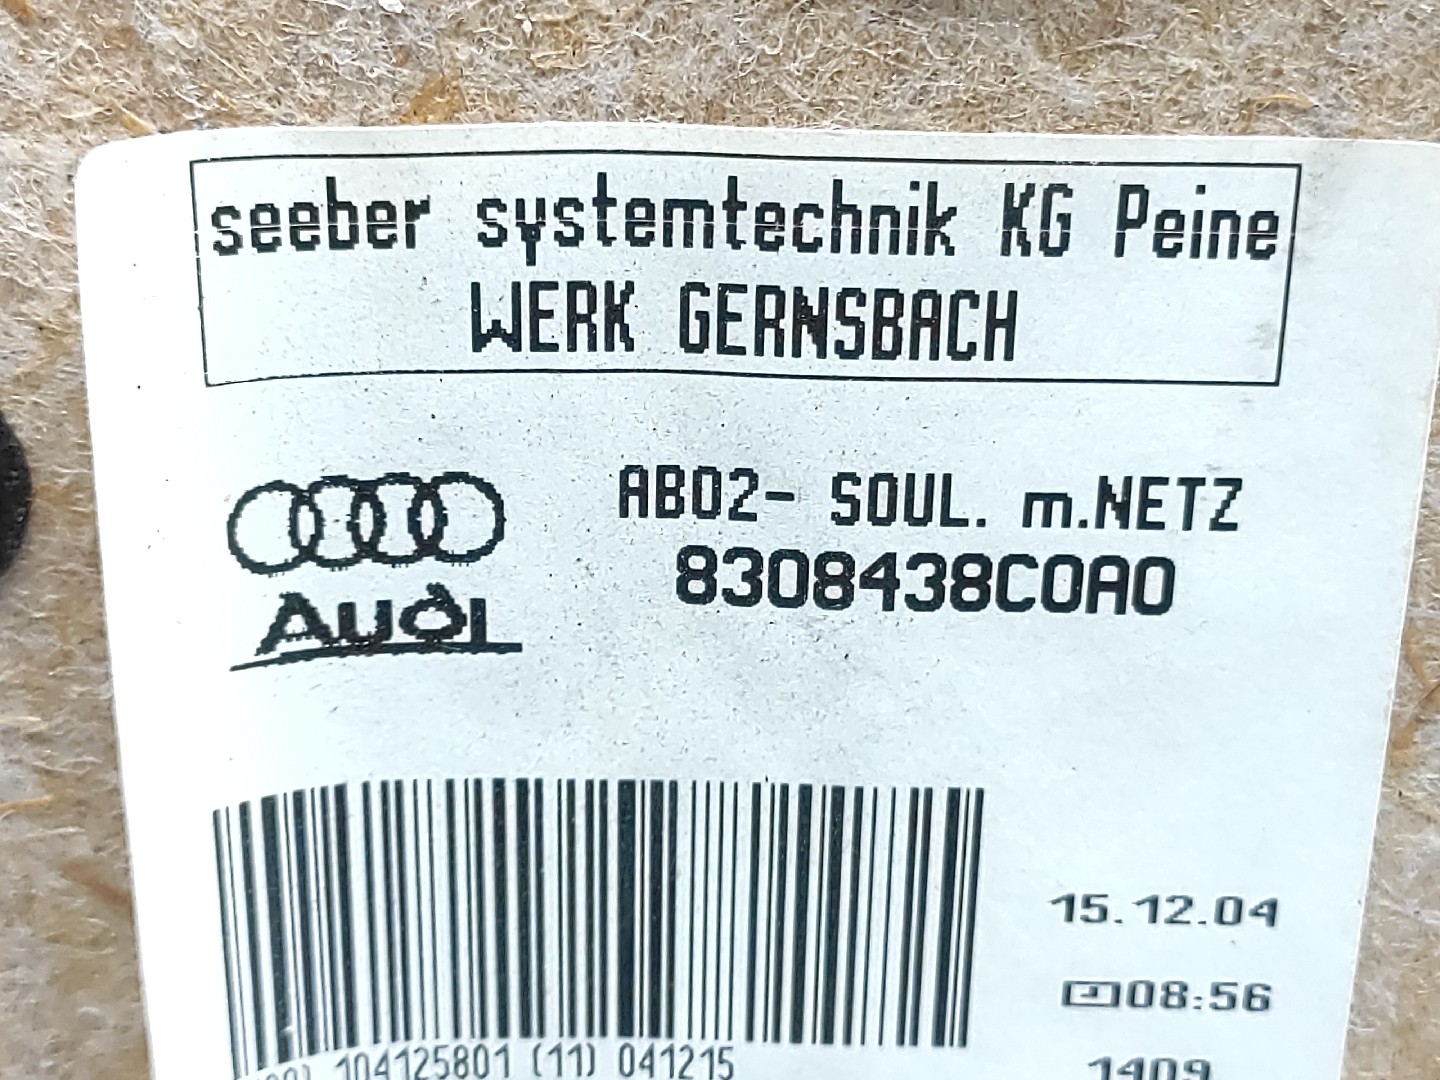 seeber systemtechnik KG Peine
WERK GERNSBACH
AB02- SOUL. m.NETZ
8308438C0A0
Audi
15.12.04
08:56
104125801 (11) 041215
1409